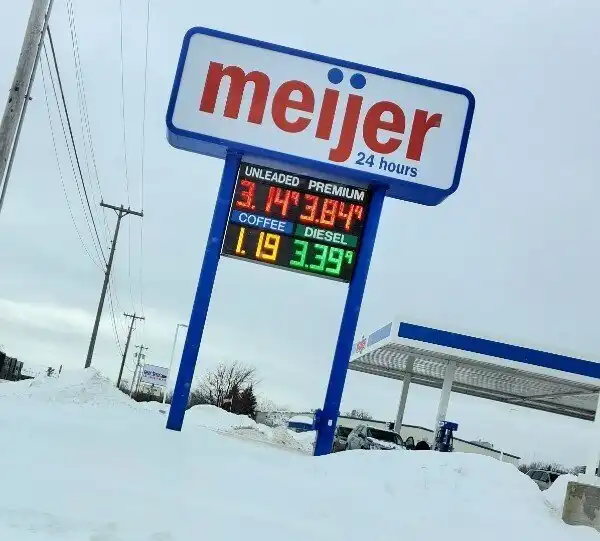 meijer
24 hours
UNLEADED PREMIUM
3.14⁹ 3.84⁹
COFFEE DIESEL
1.19 3.39⁹